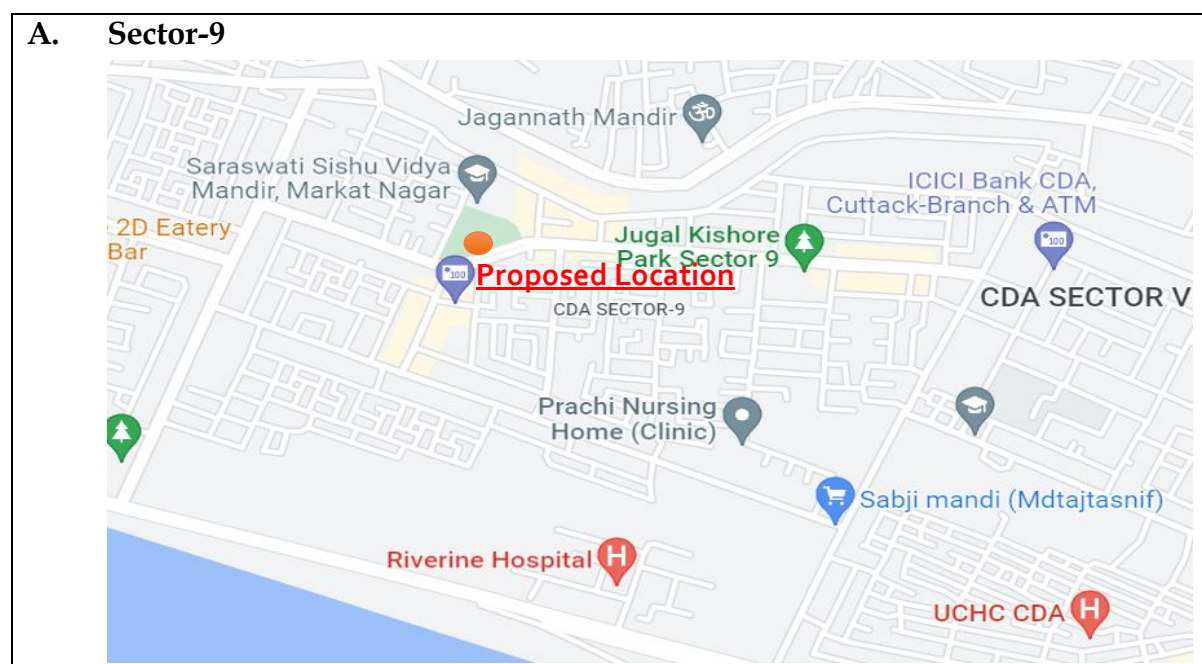 A. Sector-9
Jagannath Mandir
Saraswati Sishu Vidya
Mandir, Markat Nagar
ICICI Bank CDA,
Cuttack-Branch & ATM
2D Eatery
Bar
Jugal Kishore
Park Sector 9
Proposed Location
CDA SECTOR-9
CDA SECTOR V
Prachi Nursing
Home (Clinic)
Sabji mandi (Mdtajtasnif)
Riverine Hospital
H
UCHC CDA
H